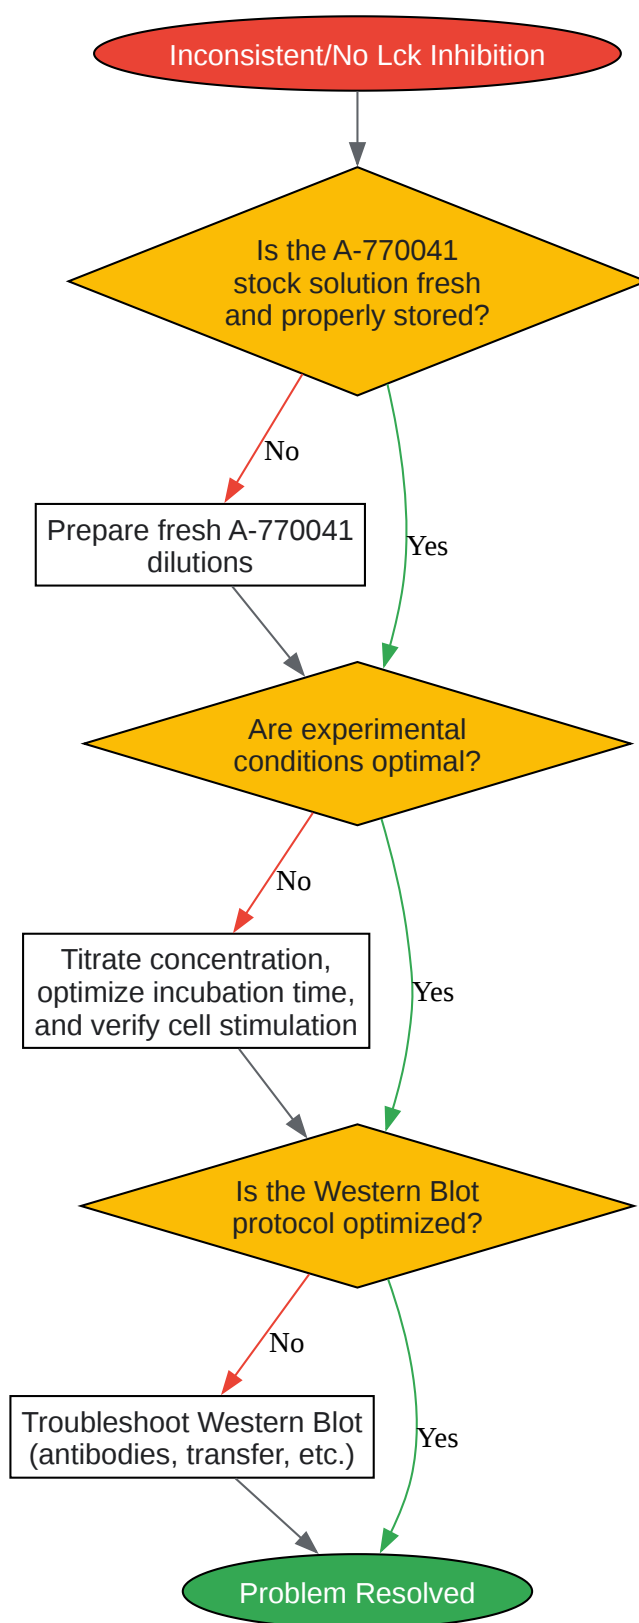 Inconsistent/No Lck Inhibition
Is the A-770041
stock solution fresh
and properly stored?
No
Yes
Prepare fresh A-770041
dilutions
Are experimental
conditions optimal?
No
Yes
Titrate concentration,
optimize incubation time,
and verify cell stimulation
Is the Western Blot
protocol optimized?
No
Yes
Troubleshoot Western Blot
(antibodies, transfer, etc.)
Problem Resolved